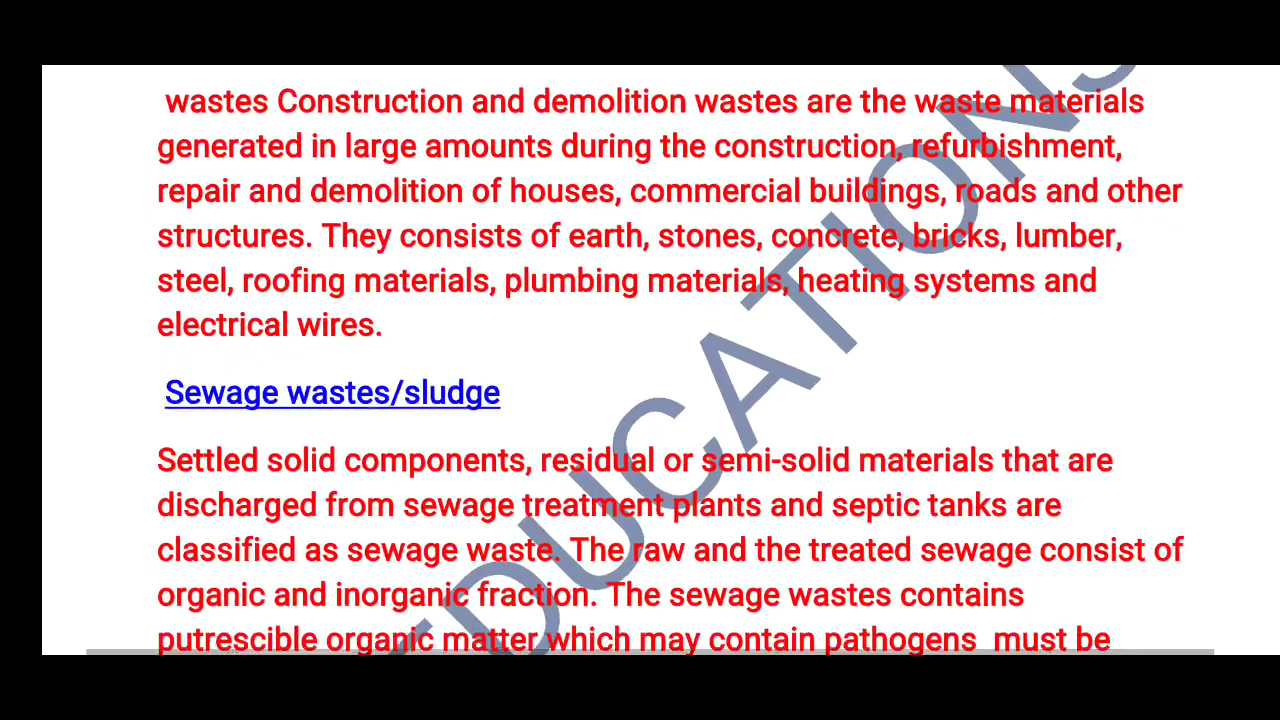 wastes Construction and demolition wastes are the waste materials
generated in large amounts during the construction, refurbishment,
repair and demolition of houses, commercial buildings, roads and other
structures. They consists of earth, stones, concrete, bricks, lumber,
steel, roofing materials, plumbing materials, heating systems and
electrical wires.
Sewage wastes/sludge
Settled solid components, residual or semi-solid materials that are
discharged from sewage treatment plants and septic tanks are
classified as sewage waste. The raw and the treated sewage consist of
organic and inorganic fraction. The sewage wastes contains
putrescible organic matter which may contain pathogens must be
EDUCATIONS